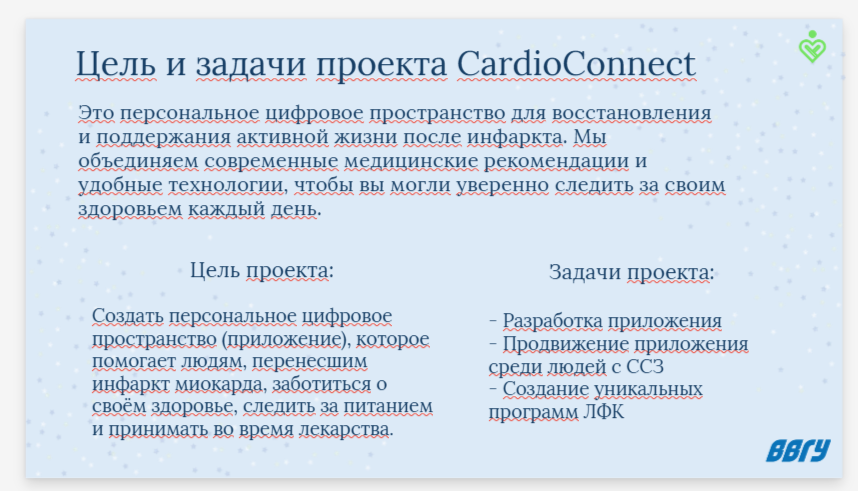 Цель и задачи проекта CardioConnect
Это персональное цифровое пространство для восстановления
и поддержания активной жизни после инфаркта. Мы
объединяем современные медицинские рекомендации и
удобные технологии, чтобы вы могли уверенно следить за своим
здоровьем каждый день.
Цель проекта:
Создать персональное цифровое
пространство (приложение), которое
помогает людям, перенесшим
инфаркт миокарда, заботиться о
своём здоровье, следить за питанием
и принимать во время лекарства.
Задачи проекта:
- Разработка приложения
- Продвижение приложения
среди людей с ССЗ
- Создание уникальных
программ ЛФК
ВВГУ